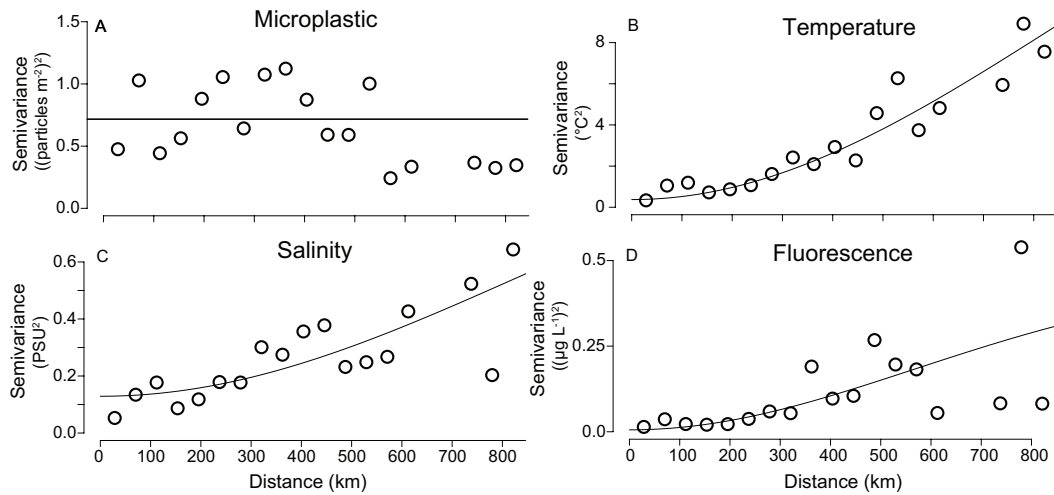 A
Microplastic
Semivariance
((particles m⁻²)²)
1.5
1.0
0.5
0.0
B
Temperature
Semivariance
(°C²)
8
4
0
C
Salinity
Semivariance
(PSU²)
0.6
0.4
0.2
0.0
0 100 200 300 400 500 600 700 800
Distance (km)
D
Fluorescence
Semivariance
((µg L⁻¹)²)
0.5
0.25
0.0
0 100 200 300 400 500 600 700 800
Distance (km)